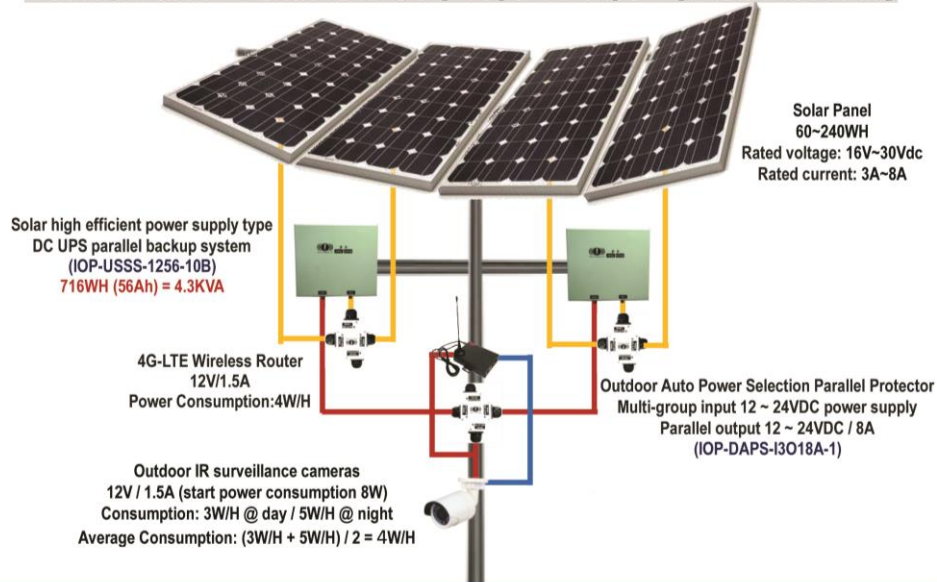 Solar Panel
60~240WH
Rated voltage: 16V~30Vdc
Rated current: 3A~8A
Solar high efficient power supply type
DC UPS parallel backup system
(IOP-USSS-1256-10B)
716WH (56Ah) = 4.3KVA
4G-LTE Wireless Router
12V/1.5A
Power Consumption:4W/H
Outdoor Auto Power Selection Parallel Protector
Multi-group input 12 ~ 24VDC power supply
Parallel output 12 ~ 24VDC / 8A
(IOP-DAPS-I3O18A-1)
Outdoor IR surveillance cameras
12V / 1.5A (start power consumption 8W)
Consumption: 3W/H @ day / 5W/H @ night
Average Consumption: (3W/H + 5W/H) / 2 = 4W/H